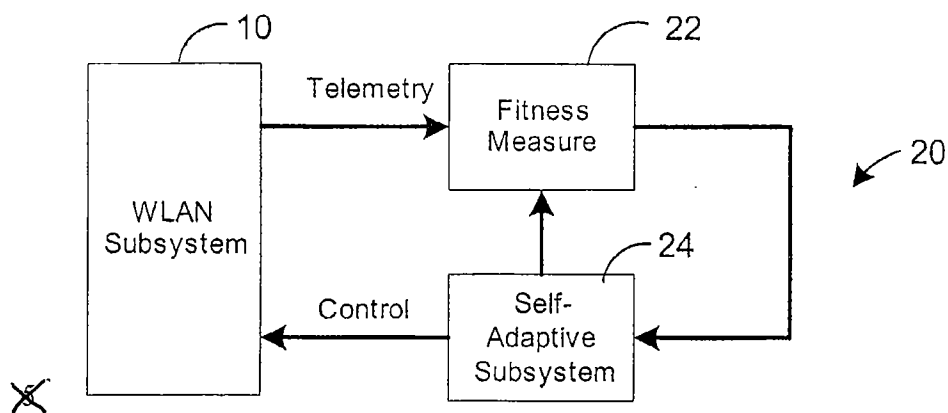 10
22
Telemetry
Fitness
Measure
20
WLAN
Subsystem
24
Control
Self-
Adaptive
Subsystem